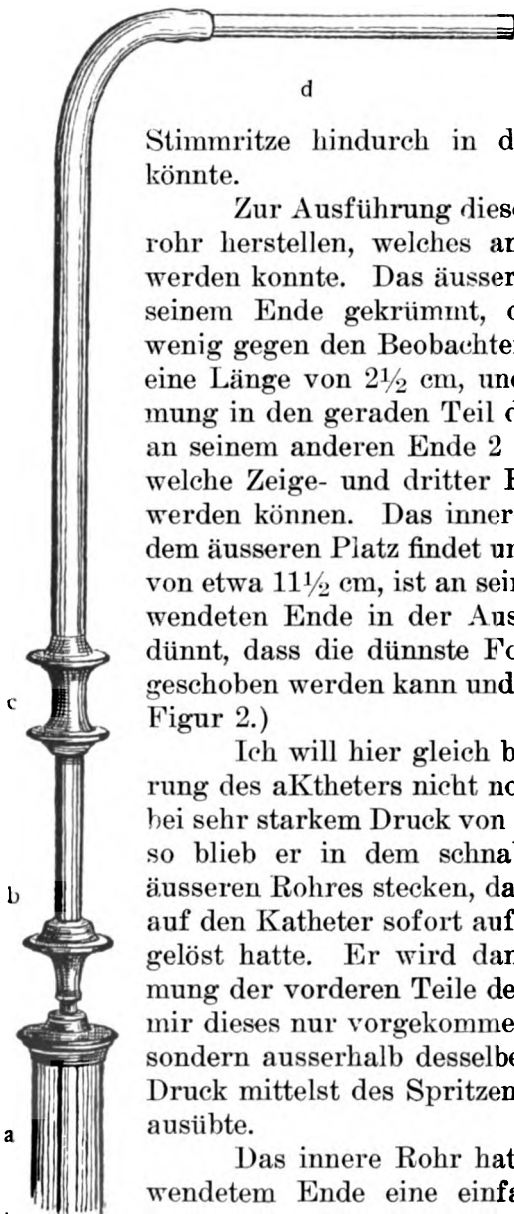 d
Stimmritze hindurch in d
könnte.
Zur Ausführung dies
rohr herstellen, welches an
werden konnte. Das äusser
seinem Ende gekrümmt, d
wenig gegen den Beobachte
eine Länge von 2½ cm, und
mung in den geraden Teil d
an seinem anderen Ende 2
welche Zeige- und dritter F
werden können. Das inner
dem äusseren Platz findet un
von etwa 11½ cm, ist an sein
wendeten Ende in der Aus
dünnt, dass die dünnste Fo
geschoben werden kann und
c
Figur 2.)
Ich will hier gleich b
rung des aKtheters nicht no
bei sehr starkem Druck von
so blieb er in dem schna
b
äusseren Rohres stecken, da
auf den Katheter sofort auf
gelöst hatte. Er wird dan
mung der vorderen Teile de
mir dieses nur vorgekomme
sondern ausserhalb desselbe
Druck mittelst des Spritzen
a
ausübte.
Das innere Rohr hat
wendetem Ende eine einfa